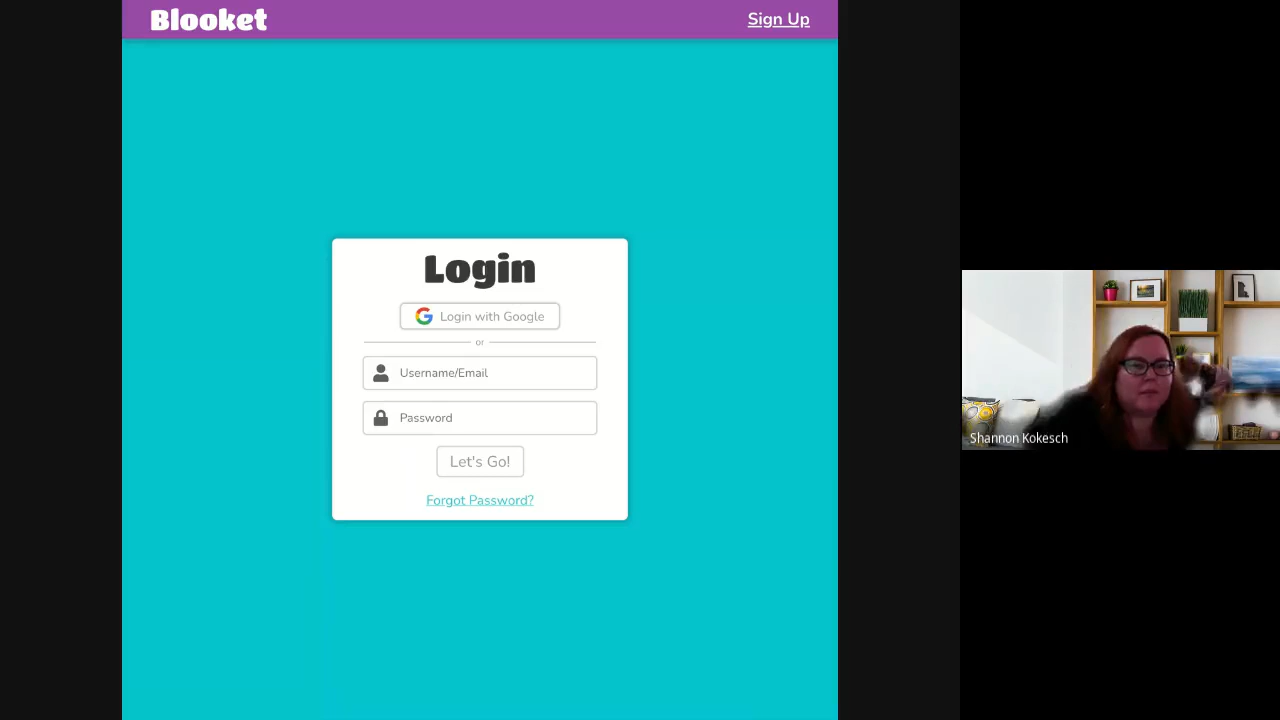 Blooket
Sign Up
Login
Login with Google
or
Username/Email
Password
Let's Go!
Forgot Password?
Shannon Kokesch